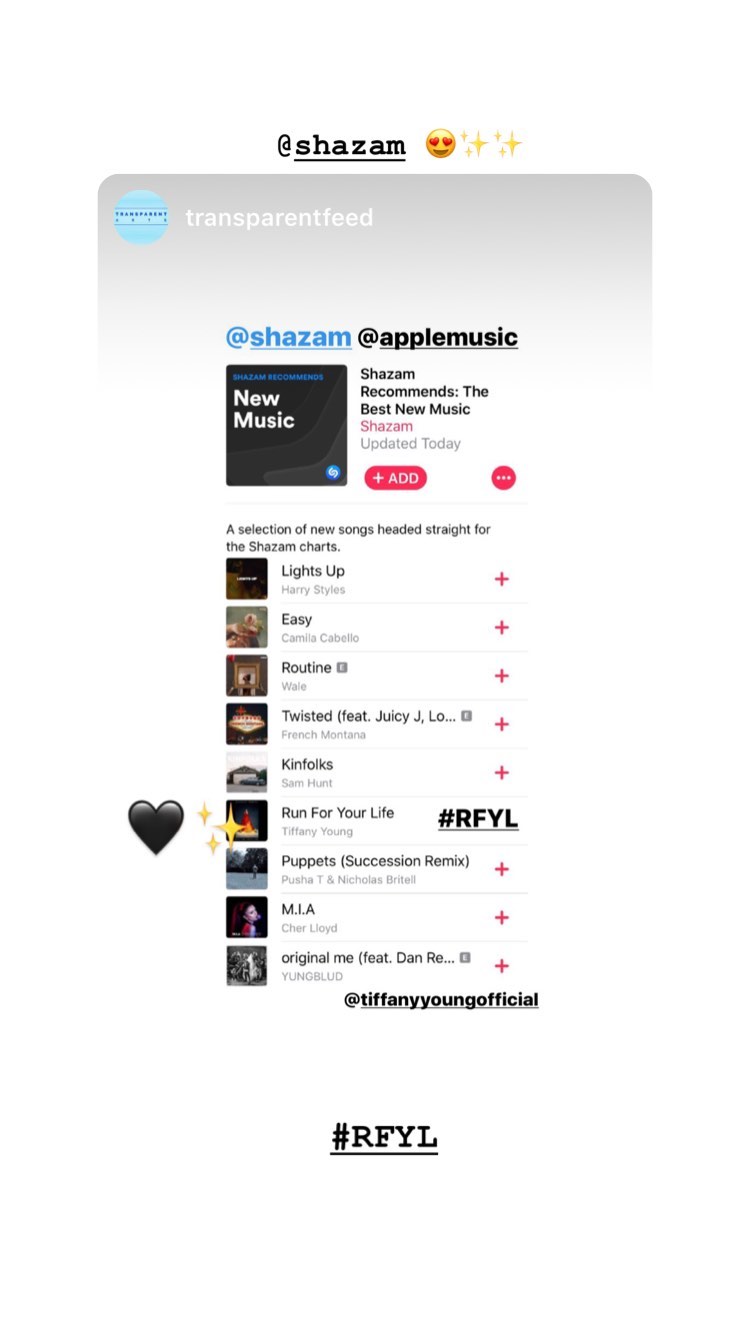 @shazam 😍✨✨
TRANSPARENT
A R T S
transparentfeed
@shazam @applemusic
SHAZAM RECOMMENDS
New
Music
Shazam
Recommends: The
Best New Music
Shazam
Updated Today
+ ADD
A selection of new songs headed straight for
the Shazam charts.
LIGHTS UP
Lights Up
Harry Styles
Easy
Camila Cabello
Routine E
Wale
Twisted (feat. Juicy J, Lo... E
French Montana
Kinfolks
Sam Hunt
Run For Your Life
#RFYL
Tiffany Young
Puppets (Succession Remix)
Pusha T & Nicholas Britell
M.I.A
Cher Lloyd
original me (feat. Dan Re... E
YUNGBLUD
@tiffanyyoungofficial
#RFYL